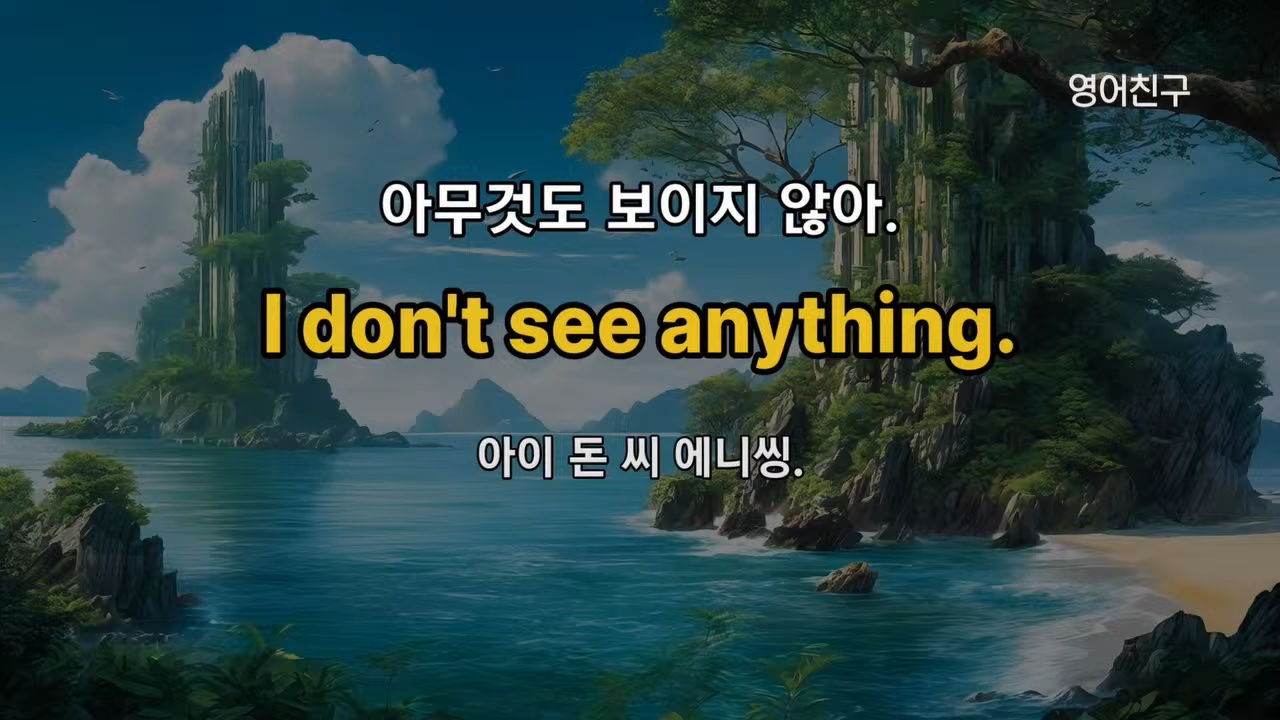 영어친구
아무것도 보이지 않아.
I don't see anything.
아이 돈 씨 에니씽.